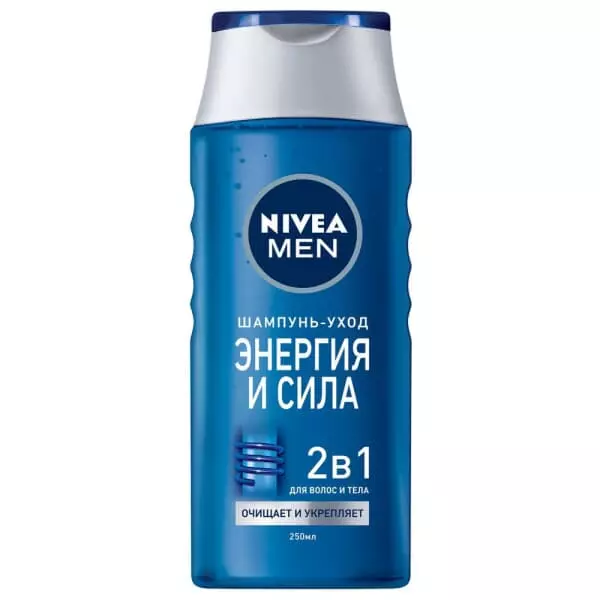 NIVEA
MEN
ШАМПУНЬ-УХОД
ЭНЕРГИЯ
И СИЛА
2в1
ДЛЯ ВОЛОС И ТЕЛА
ОЧИЩАЕТ И УКРЕПЛЯЕТ
250мл